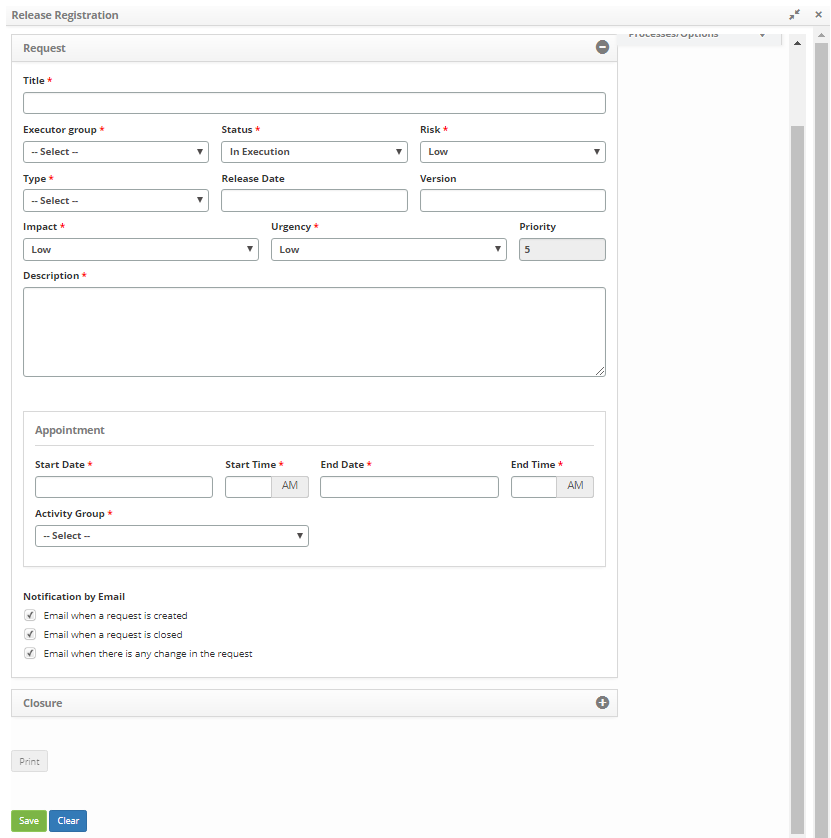 Release Registration
Processes/Options
Request
Title *
Executor group * Status * Risk *
-- Select -- In Execution Low
Type * Release Date Version
-- Select --
Impact * Urgency * Priority
Low Low 5
Description *
Appointment
Start Date * Start Time * End Date * End Time *
AM AM
Activity Group *
-- Select --
Notification by Email
Email when a request is created
Email when a request is closed
Email when there is any change in the request
Closure
Print
Save Clear